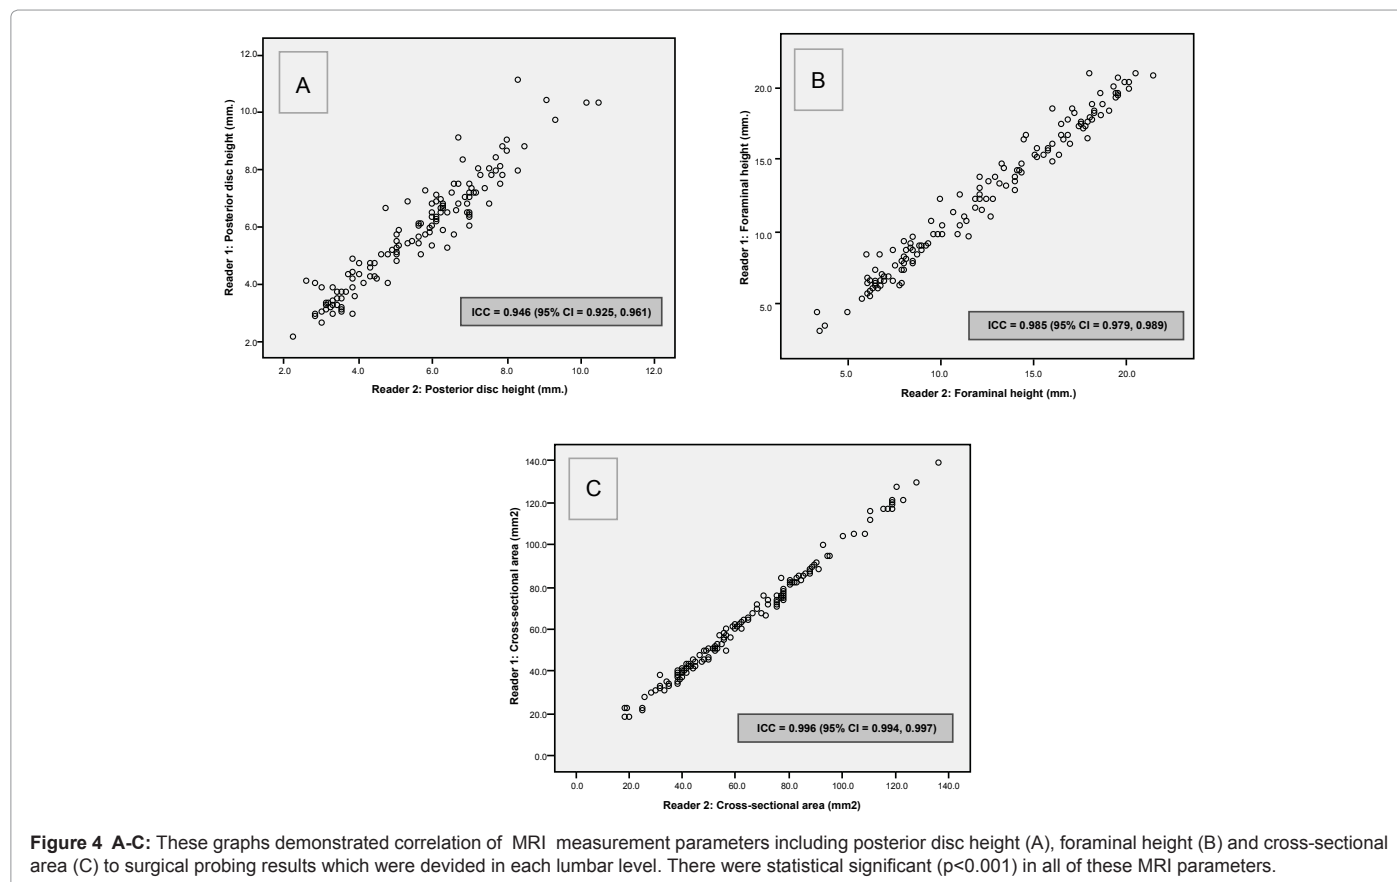 A
12.0
10.0
8.0
6.0
4.0
2.0
Reader 1: Posterior disc height (mm.)
ICC = 0.946 (95% CI = 0.925, 0.961)
2.0 4.0 6.0 8.0 10.0 12.0
Reader 2: Posterior disc height (mm.)
B
20.0
15.0
10.0
5.0
Reader 1: Foraminal height (mm.)
ICC = 0.985 (95% CI = 0.979, 0.989)
5.0 10.0 15.0 20.0
Reader 2: Foraminal height (mm.)
C
140.0
120.0
100.0
80.0
60.0
40.0
20.0
0.0
Reader 1: Cross-sectional area (mm2)
ICC = 0.996 (95% CI = 0.994, 0.997)
0.0 20.0 40.0 60.0 80.0 100.0 120.0 140.0
Reader 2: Cross-sectional area (mm2)
Figure 4 A-C: These graphs demonstrated correlation of MRI measurement parameters including posterior disc height (A), foraminal height (B) and cross-sectional
area (C) to surgical probing results which were devided in each lumbar level. There were statistical significant (p<0.001) in all of these MRI parameters.